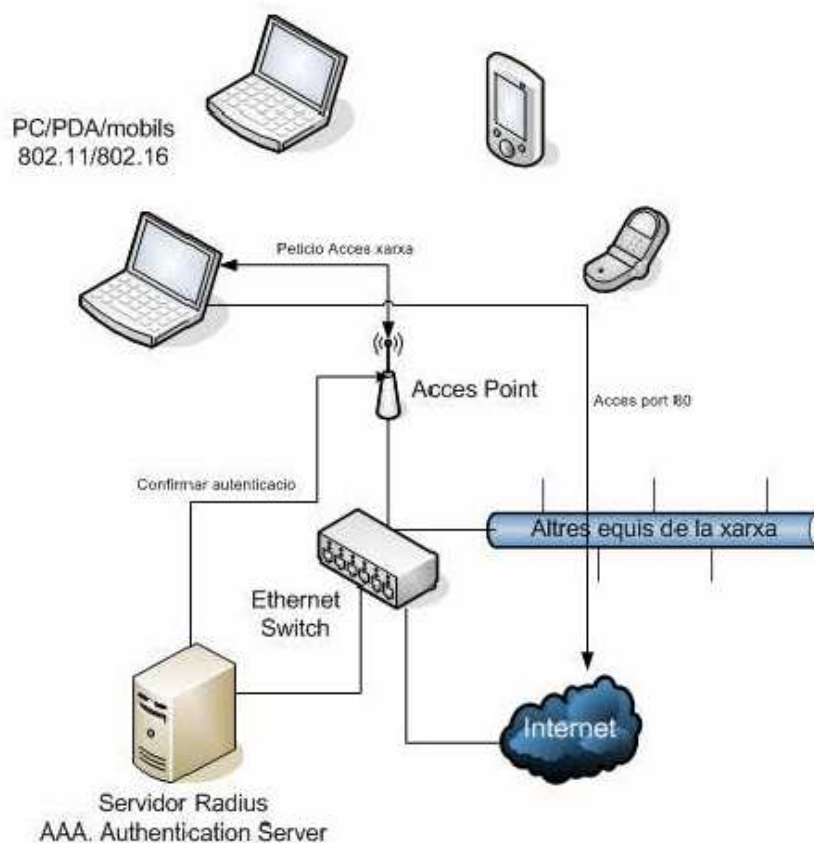 PC/PDA/mobils
802.11/802.16
Peticio Acces xarxa
Acces Point
Acces port 80
Confirmar autenticacio
Altres equis de la xarxa
Ethernet
Switch
Internet
Servidor Radius
AAA. Authentication Server